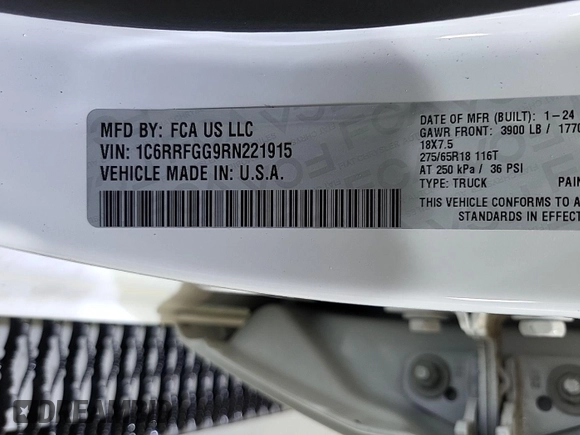 MFD BY: FCA US LLC
VIN: 1C6RRFGG9RN221915
VEHICLE MADE IN: U.S.A.
DATE OF MFR (BUILT): 1-24
GAWR FRONT: 3900 LB / 1770
18X7.5
275/65R18 116T
AT 250 kPa / 36 PSI
TYPE: TRUCK PAIN
THIS VEHICLE CONFORMS TO A
STANDARDS IN EFFECT